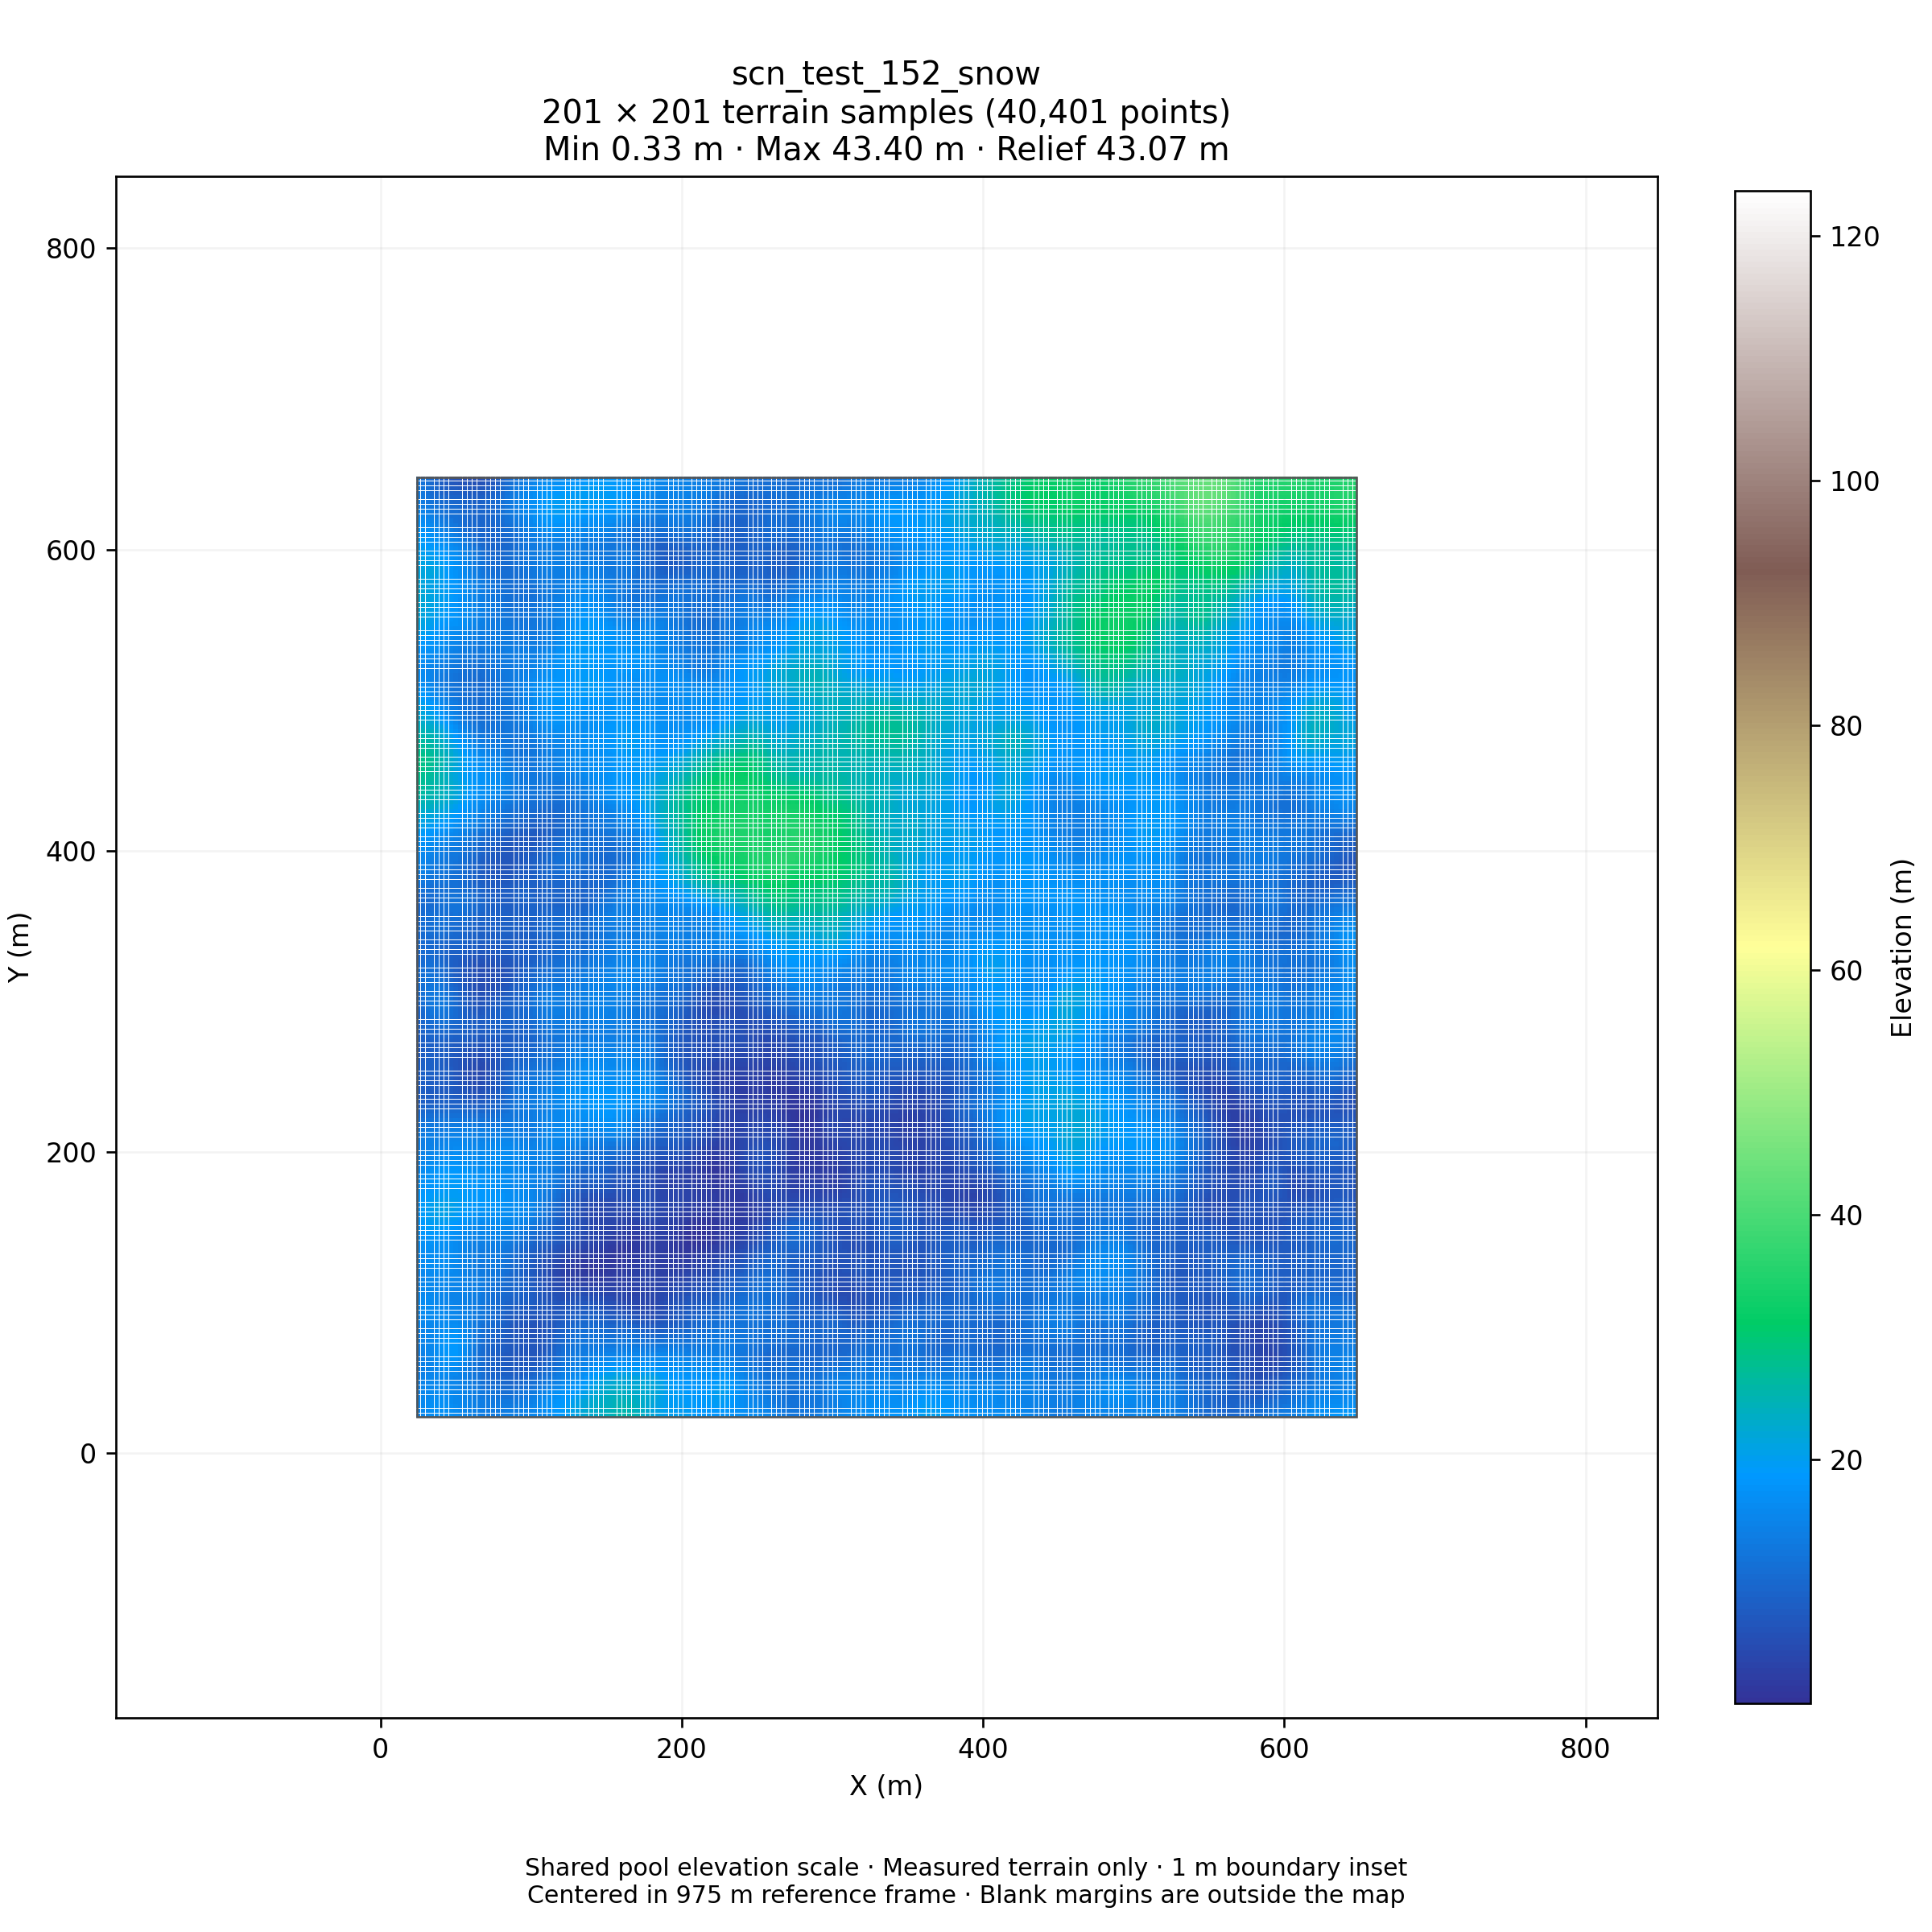 scn_test_152_snow
201 × 201 terrain samples (40,401 points)
Min 0.33 m · Max 43.40 m · Relief 43.07 m
800
600
400
200
0
Y (m)
0
200
400
600
800
X (m)
120
100
80
60
40
20
Elevation (m)
Shared pool elevation scale · Measured terrain only · 1 m boundary inset
Centered in 975 m reference frame · Blank margins are outside the map